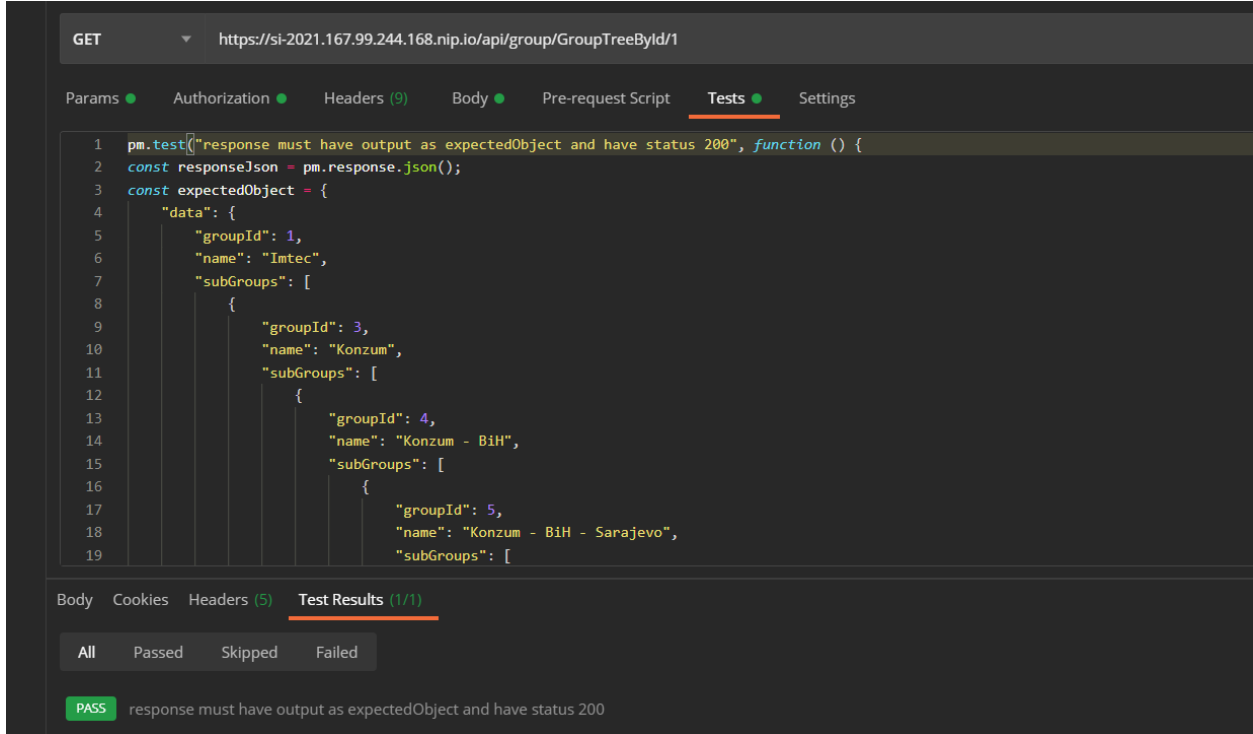 GET https://si-2021.167.99.244.168.nip.io/api/group/GroupTreeById/1
Params Authorization Headers (9) Body Pre-request Script Tests Settings
1 pm.test("response must have output as expectedObject and have status 200", function () {
2 const responseJson = pm.response.json();
3 const expectedObject = {
4 "data": {
5 "groupId": 1,
6 "name": "Imtec",
7 "subGroups": [
8 {
9 "groupId": 3,
10 "name": "Konzum",
11 "subGroups": [
12 {
13 "groupId": 4,
14 "name": "Konzum - BiH",
15 "subGroups": [
16 {
17 "groupId": 5,
18 "name": "Konzum - BiH - Sarajevo",
19 "subGroups": [
Body Cookies Headers (5) Test Results (1/1)
All Passed Skipped Failed
PASS response must have output as expectedObject and have status 200